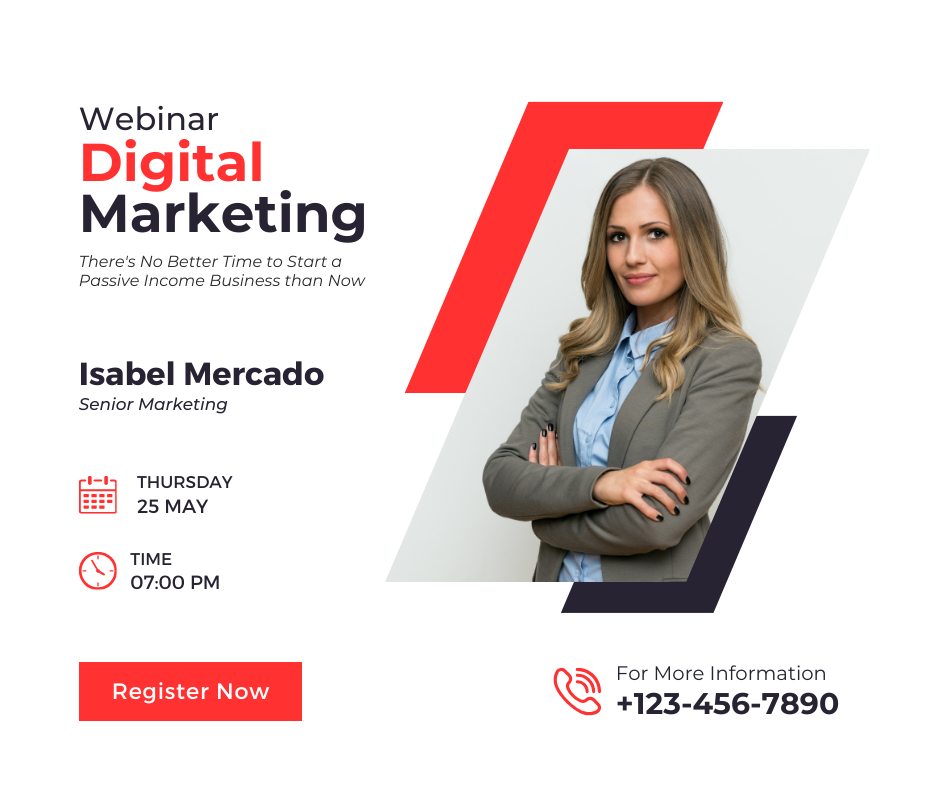 Webinar
Digital
Marketing
There's No Better Time to Start a
Passive Income Business than Now
Isabel Mercado
Senior Marketing
THURSDAY
25 MAY
TIME
07:00 PM
Register Now
For More Information
+123-456-7890